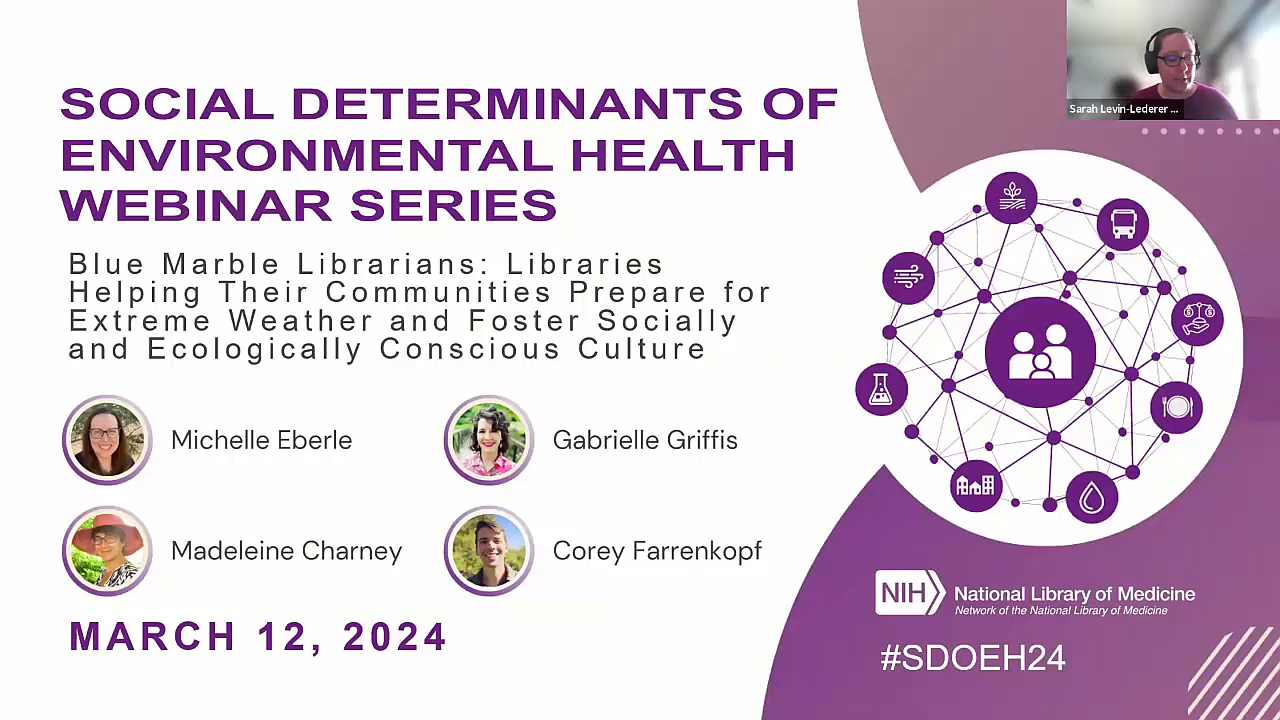 Sarah Levin-Lederer ...
SOCIAL DETERMINANTS OF
ENVIRONMENTAL HEALTH
WEBINAR SERIES
Blue Marble Librarians: Libraries
Helping Their Communities Prepare for
Extreme Weather and Foster Socially
and Ecologically Conscious Culture
Michelle Eberle
Gabrielle Griffis
Madeleine Charney
Corey Farrenkopf
MARCH 12, 2024
NIH
National Library of Medicine
Network of the National Library of Medicine
#SDOEH24